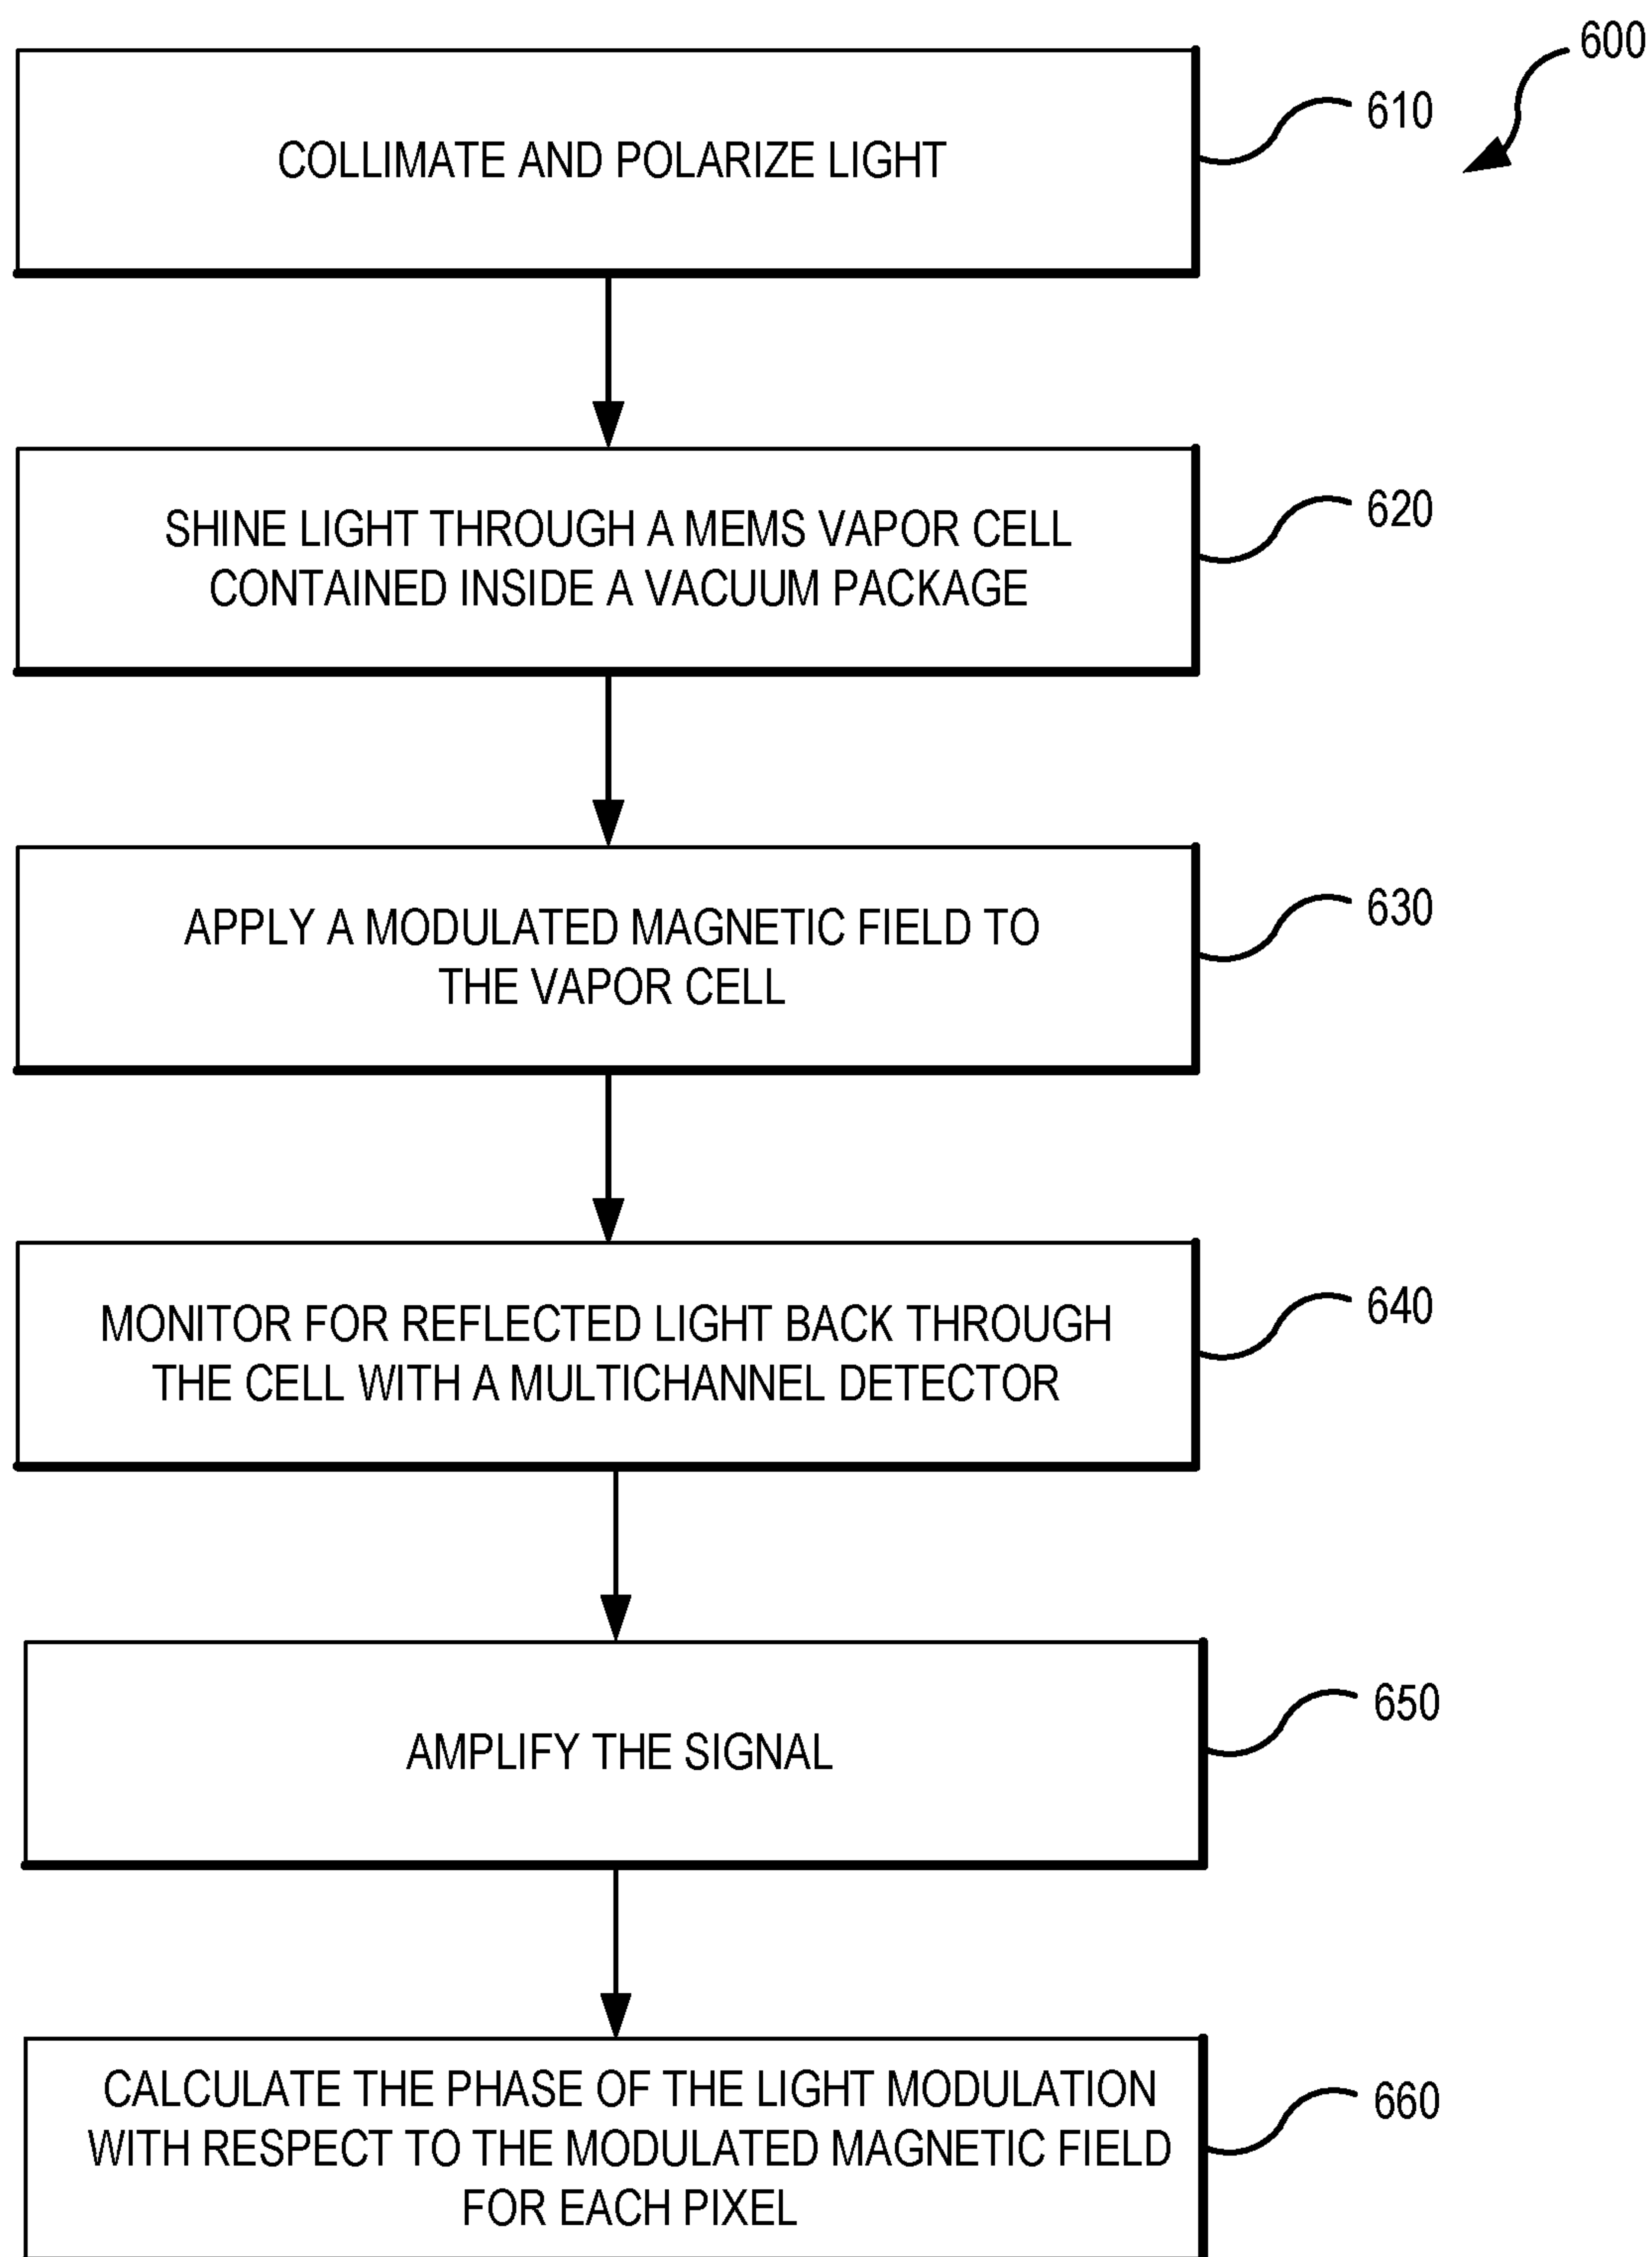 600
COLLIMATE AND POLARIZE LIGHT
610
SHINE LIGHT THROUGH A MEMS VAPOR CELL
CONTAINED INSIDE A VACUUM PACKAGE
620
APPLY A MODULATED MAGNETIC FIELD TO
THE VAPOR CELL
630
MONITOR FOR REFLECTED LIGHT BACK THROUGH
THE CELL WITH A MULTICHANNEL DETECTOR
640
AMPLIFY THE SIGNAL
650
CALCULATE THE PHASE OF THE LIGHT MODULATION
WITH RESPECT TO THE MODULATED MAGNETIC FIELD
FOR EACH PIXEL
660